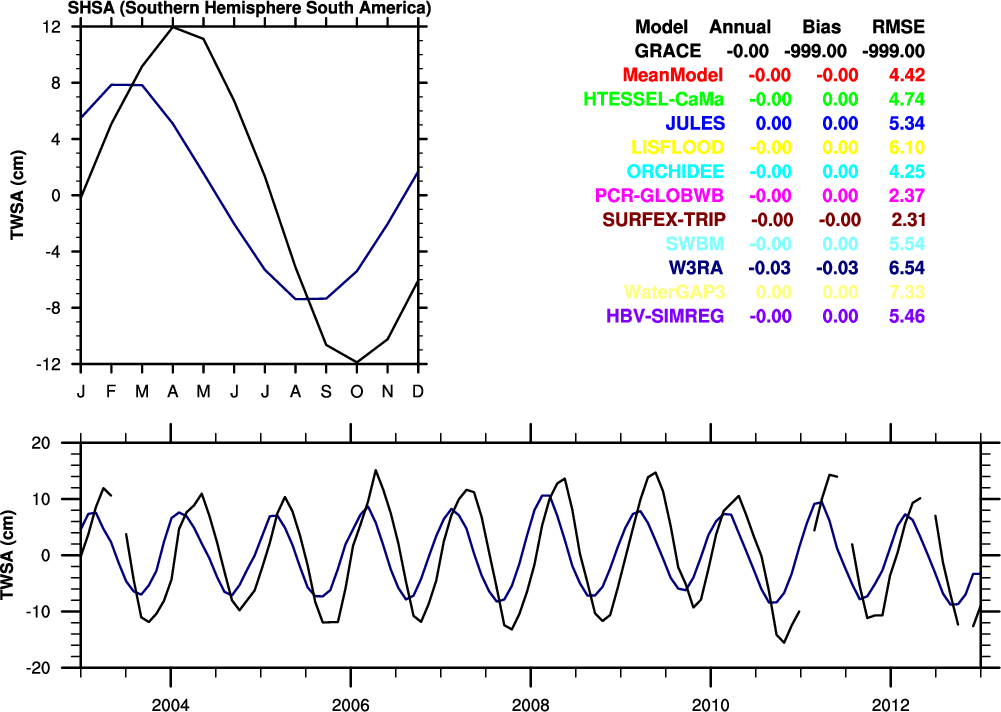 SHSA (Southern Hemisphere South America)
12
8
4
0
-4
-8
-12
TWSA (cm)
J F M A M J J A S O N D
Model Annual Bias RMSE
GRACE -0.00 -999.00 -999.00
MeanModel -0.00 -0.00 4.42
HTESSEL-CaMa -0.00 0.00 4.74
JULES 0.00 0.00 5.34
LISFLOOD -0.00 0.00 6.10
ORCHIDEE -0.00 0.00 4.25
PCR-GLOBWB -0.00 0.00 2.37
SURFEX-TRIP -0.00 -0.00 2.31
SWBM -0.00 0.00 5.54
W3RA -0.03 -0.03 6.54
WaterGAP3 0.00 0.00 7.33
HBV-SIMREG -0.00 0.00 5.46
20
10
0
-10
-20
TWSA (cm)
2004 2006 2008 2010 2012